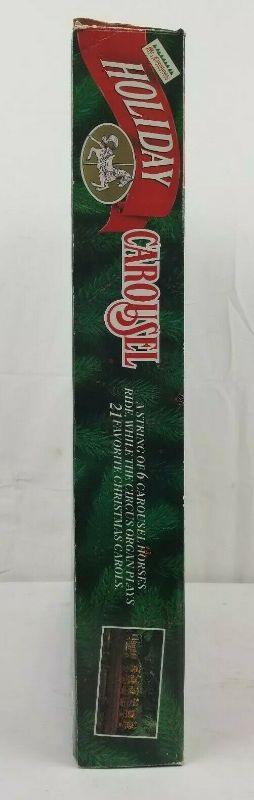 HOLIDAY
CAROUSEL
A STRING OF 6 CAROUSEL HORSES
RIDE, WHILE THE CIRCUS ORGAN PLAYS
21 FAVORITE CHRISTMAS CAROLS.